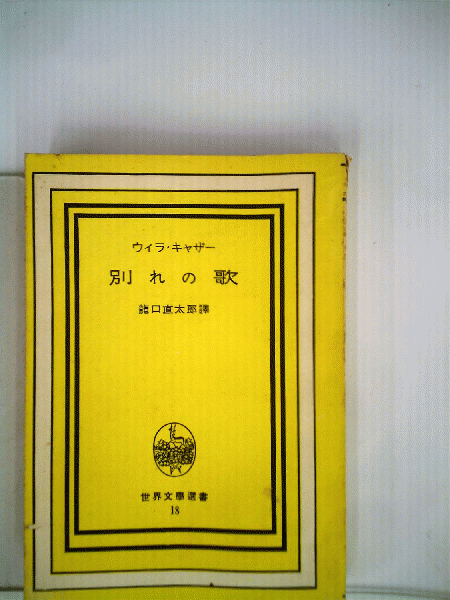 ウィラ・キャザー
別れの歌
龍口直太郎譯
世界文學選書
18